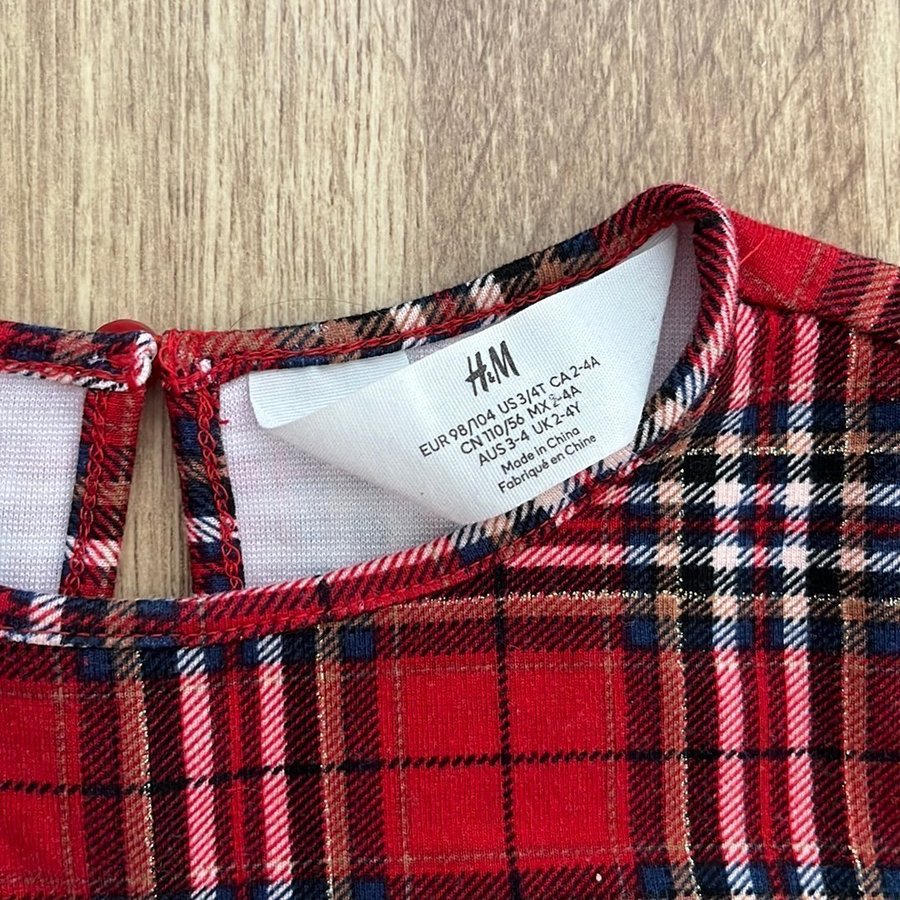 H&M
EUR 98/104 US 3/4T CA 2-4A
CN 110/56 MX 2-4A
AUS 3-4 UK 2-4Y
Made in China
Fabriqué en Chine